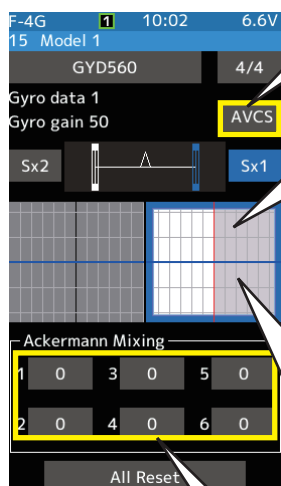 F-4G 1 10:02 6.6V
15 Model 1
GYD560 4/4
Gyro data 1
Gyro gain 50 AVCS
Sx2 Sx1
Ackermann Mixing
1 0 3 0 5 0
2 0 4 0 6 0
All Reset